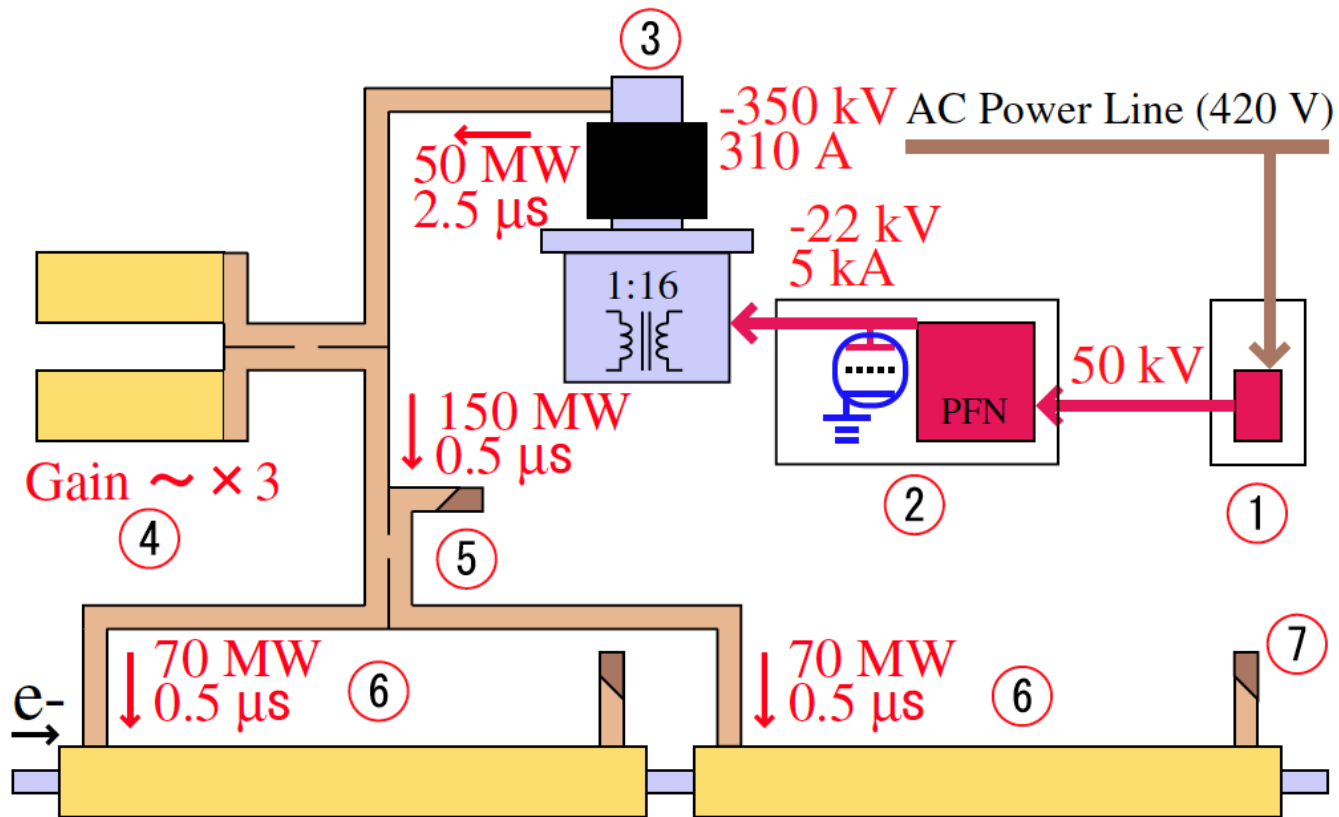 ③
-350 kV
310 A
AC Power Line (420 V)
50 MW
2.5 μs
-22 kV
5 kA
1:16
50 kV
PFN
150 MW
0.5 μs
Gain ～ × 3
④
②
①
⑤
70 MW
0.5 μs
⑥
70 MW
0.5 μs
⑥
⑦
e-